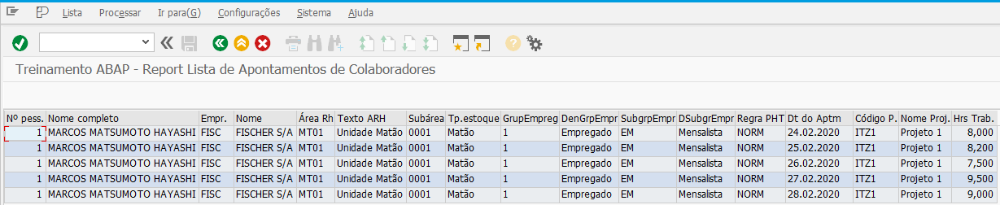 Lista Processar Ir para(G) Configurações Sistema Ajuda
Treinamento ABAP - Report Lista de Apontamentos de Colaboradores
Nº pess. Nome completo Empr. Nome Área Rh Texto ARH Subárea Tp.estoque GrupEmpreg DenGrpEmpr SubgrpEmpr DSubgrEmpr Regra PHT Dt do Aptm Código P. Nome Proj. Hrs Trab.
1 MARCOS MATSUMOTO HAYASHI FISC FISCHER S/A MT01 Unidade Matão 0001 Matão 1 Empregado EM Mensalista NORM 24.02.2020 ITZ1 Projeto 1 8,000
1 MARCOS MATSUMOTO HAYASHI FISC FISCHER S/A MT01 Unidade Matão 0001 Matão 1 Empregado EM Mensalista NORM 25.02.2020 ITZ1 Projeto 1 8,200
1 MARCOS MATSUMOTO HAYASHI FISC FISCHER S/A MT01 Unidade Matão 0001 Matão 1 Empregado EM Mensalista NORM 26.02.2020 ITZ1 Projeto 1 7,500
1 MARCOS MATSUMOTO HAYASHI FISC FISCHER S/A MT01 Unidade Matão 0001 Matão 1 Empregado EM Mensalista NORM 27.02.2020 ITZ1 Projeto 1 9,500
1 MARCOS MATSUMOTO HAYASHI FISC FISCHER S/A MT01 Unidade Matão 0001 Matão 1 Empregado EM Mensalista NORM 28.02.2020 ITZ1 Projeto 1 9,000